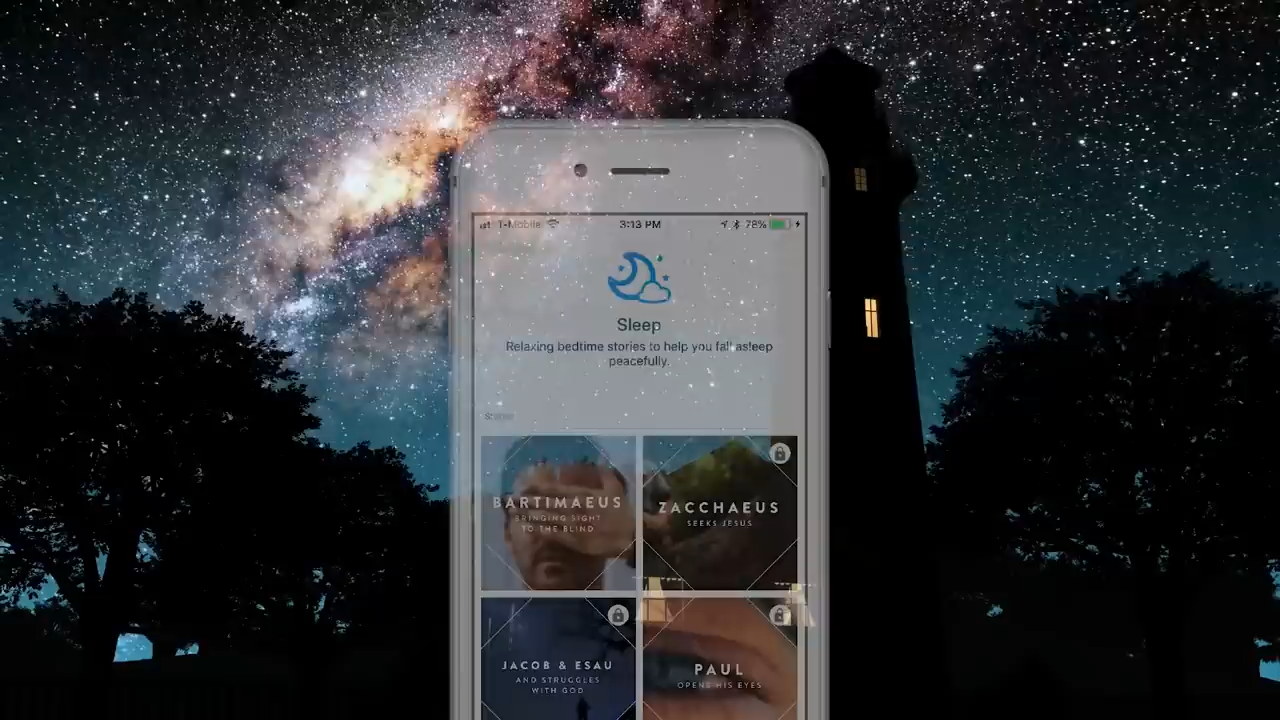 T-Mobile 3:13 PM 78%
Sleep
Relaxing bedtime stories to help you fall asleep
peacefully.
Stories
BARTIMAEUS
BRINGING SIGHT
TO THE BLIND
ZACCHAEUS
SEEKS JESUS
JACOB & ESAU
AND STRUGGLES
WITH GOD
PAUL
OPENS HIS EYES